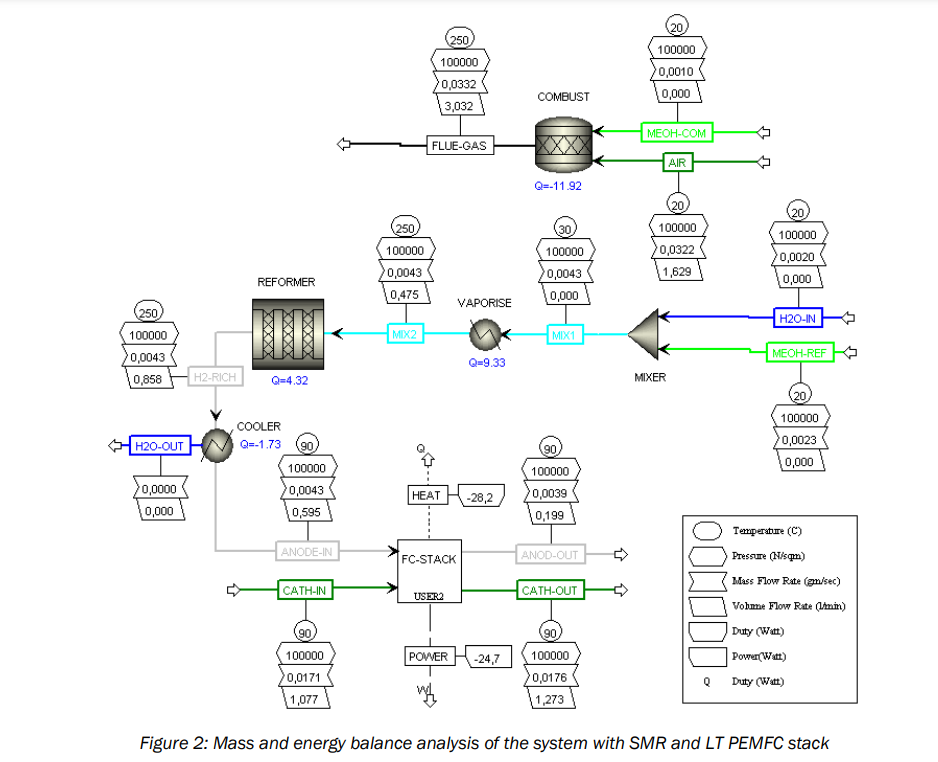 250
100000
0,0332
3,032
FLUE-GAS
COMBUST
Q=-11.92
20
100000
0,0010
0,000
MEOH-COM
AIR
20
100000
0,0322
1,629
20
100000
0,0020
0,000
H2O-IN
MEOH-REF
20
100000
0,0023
0,000
MIXER
30
100000
0,0043
0,000
MIX1
VAPORISE
Q=9.33
250
100000
0,0043
0,475
MIX2
REFORMER
Q=4.32
250
100000
0,0043
0,858
H2-RICH
COOLER
Q=-1.73
H2O-OUT
0,0000
0,000
90
100000
0,0043
0,595
ANODE-IN
Q
HEAT
-28,2
90
100000
0,0039
0,199
ANOD-OUT
FC-STACK
USER2
CATH-IN
90
100000
0,0171
1,077
CATH-OUT
90
100000
0,0176
1,273
POWER
-24,7
W
Temperature (C)
Pressure (N/sqm)
Mass Flow Rate (gm/sec)
Volume Flow Rate (l/min)
Duty (Watt)
Power(Watt)
Q Duty (Watt)
Figure 2: Mass and energy balance analysis of the system with SMR and LT PEMFC stack